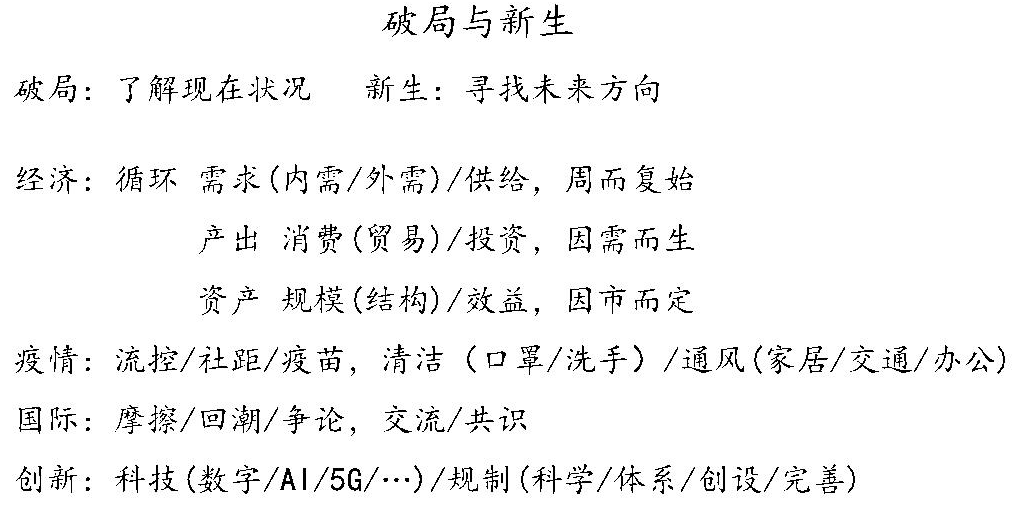 破局与新生
破局：了解现在状况 新生：寻找未来方向
经济：循环 需求(内需/外需)/供给，周而复始
产出 消费(贸易)/投资，因需而生
资产 规模(结构)/效益，因市而定
疫情：流控/社距/疫苗，清洁（口罩/洗手）/通风(家居/交通/办公)
国际：摩擦/回潮/争论，交流/共识
创新：科技(数字/AI/5G/…)/规制(科学/体系/创设/完善)